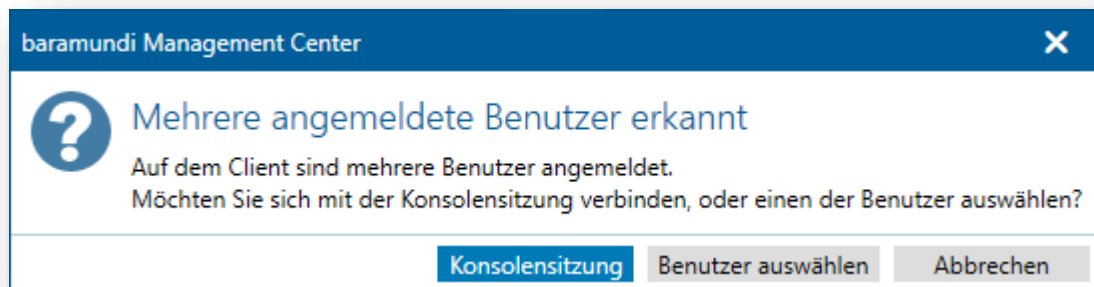 baramundi Management Center
Mehrere angemeldete Benutzer erkannt
Auf dem Client sind mehrere Benutzer angemeldet.
Möchten Sie sich mit der Konsolensitzung verbinden, oder einen der Benutzer auswählen?
Konsolensitzung Benutzer auswählen Abbrechen